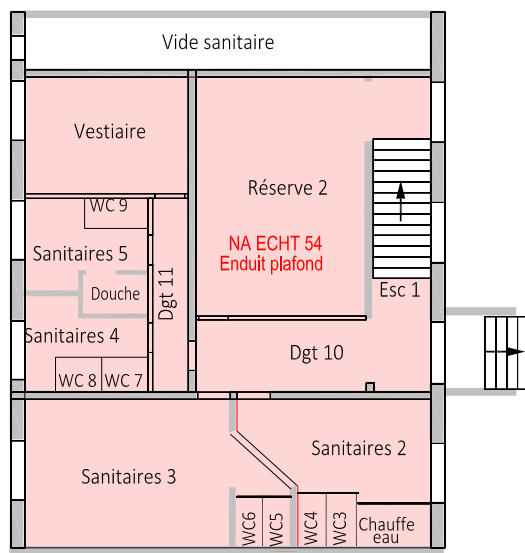 Vide sanitaire
Vestiaire
Réserve 2
WC 9
NA ECHT 54
Enduit plafond
Sanitaires 5
Dgt 11
Douche
Esc 1
Sanitaires 4
Dgt 10
WC 8
WC 7
Sanitaires 2
Sanitaires 3
WC6
WC5
WC4
WC3
Chauffe
eau